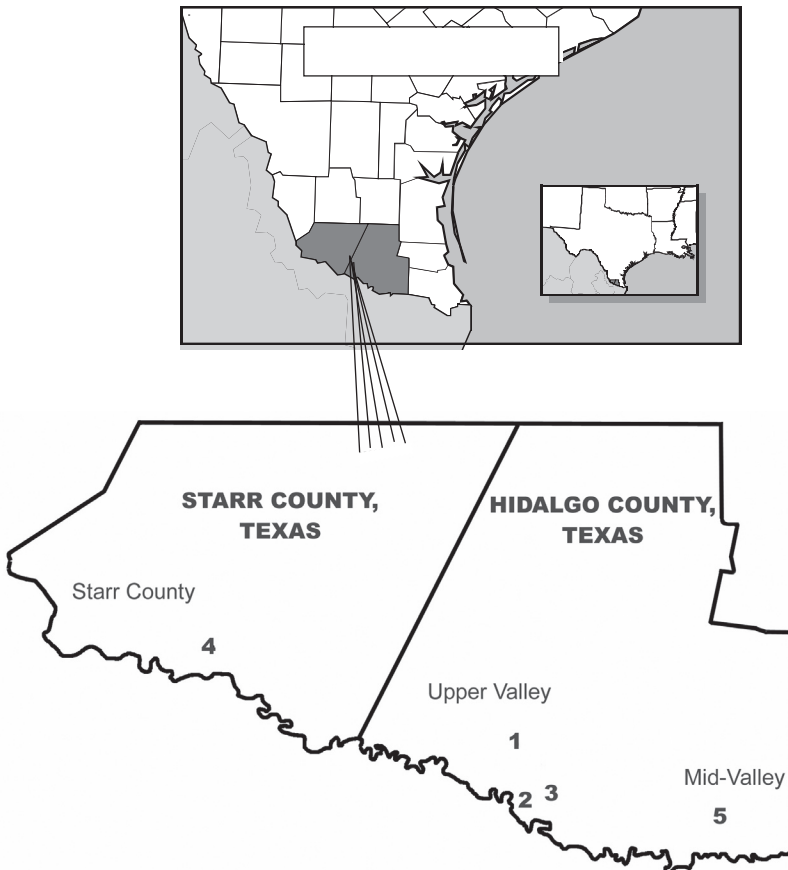 STARR COUNTY,
TEXAS
HIDALGO COUNTY,
TEXAS
Starr County
4
Upper Valley
1
2
3
Mid-Valley
5